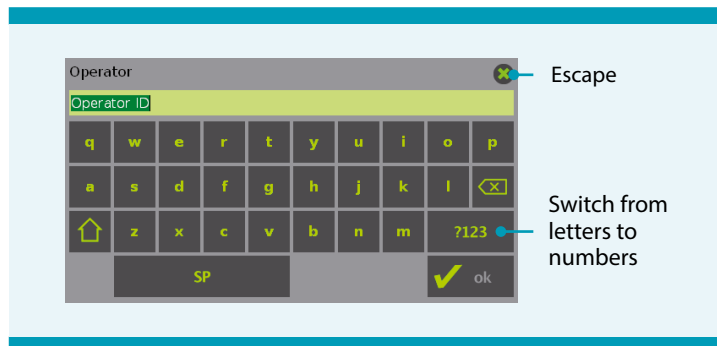 Operator
Escape
Operator ID
q w e r t y u i o p
a s d f g h j k l
z x c v b n m ?123
Switch from
letters to
numbers
SP ok